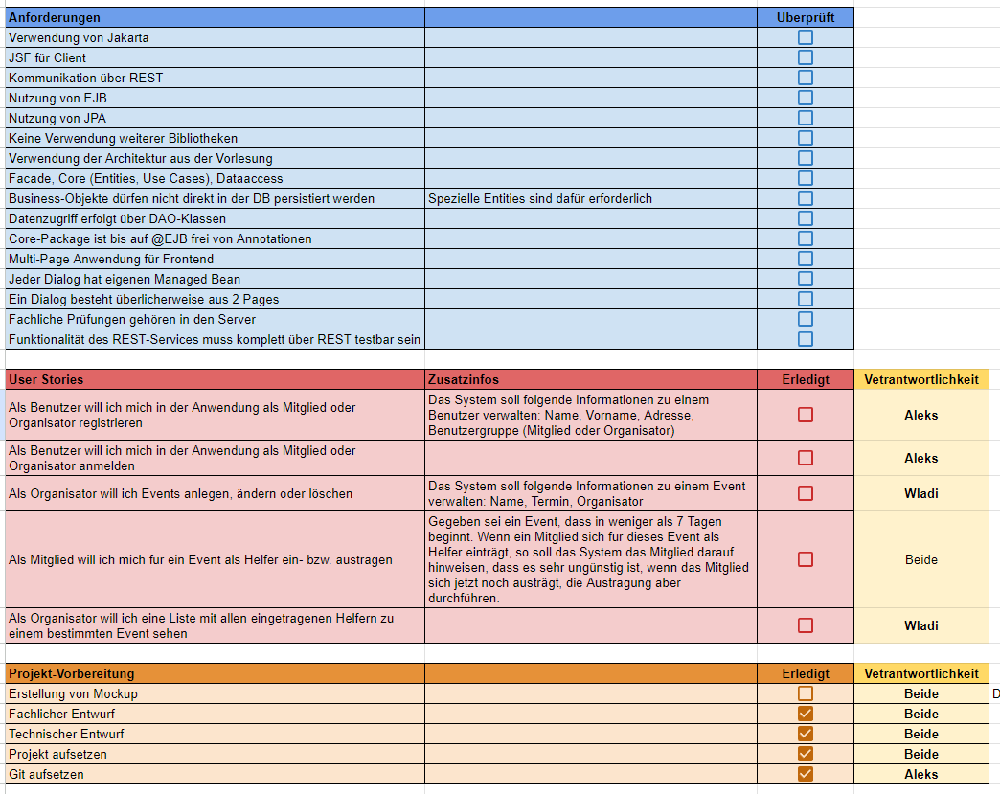 Anforderungen Überprüft
Verwendung von Jakarta
JSF für Client
Kommunikation über REST
Nutzung von EJB
Nutzung von JPA
Keine Verwendung weiterer Bibliotheken
Verwendung der Architektur aus der Vorlesung
Facade, Core (Entities, Use Cases), Dataaccess
Business-Objekte dürfen nicht direkt in der DB persistiert werden Spezielle Entities sind dafür erforderlich
Datenzugriff erfolgt über DAO-Klassen
Core-Package ist bis auf @EJB frei von Annotationen
Multi-Page Anwendung für Frontend
Jeder Dialog hat eigenen Managed Bean
Ein Dialog besteht überlicherweise aus 2 Pages
Fachliche Prüfungen gehören in den Server
Funktionalität des REST-Services muss komplett über REST testbar sein
User Stories Zusatzinfos Erledigt Vetrantwortlichkeit
Als Benutzer will ich mich in der Anwendung als Mitglied oder
Organisator registrieren
Das System soll folgende Informationen zu einem
Benutzer verwalten: Name, Vorname, Adresse,
Benutzergruppe (Mitglied oder Organisator)
Aleks
Als Benutzer will ich mich in der Anwendung als Mitglied oder
Organisator anmelden
Aleks
Als Organisator will ich Events anlegen, ändern oder löschen
Das System soll folgende Informationen zu einem Event
verwalten: Name, Termin, Organisator
Wladi
Als Mitglied will ich mich für ein Event als Helfer ein- bzw. austragen
Gegeben sei ein Event, dass in weniger als 7 Tagen
beginnt. Wenn ein Mitglied sich für dieses Event als
Helfer einträgt, so soll das System das Mitglied darauf
hinweisen, dass es sehr ungünstig ist, wenn das Mitglied
sich jetzt noch austrägt, die Austragung aber
durchführen.
Beide
Als Organisator will ich eine Liste mit allen eingetragenen Helfern zu
einem bestimmten Event sehen
Wladi
Projekt-Vorbereitung Erledigt Vetrantwortlichkeit
Erstellung von Mockup Beide D
Fachlicher Entwurf Beide
Technischer Entwurf Beide
Projekt aufsetzen Beide
Git aufsetzen Aleks